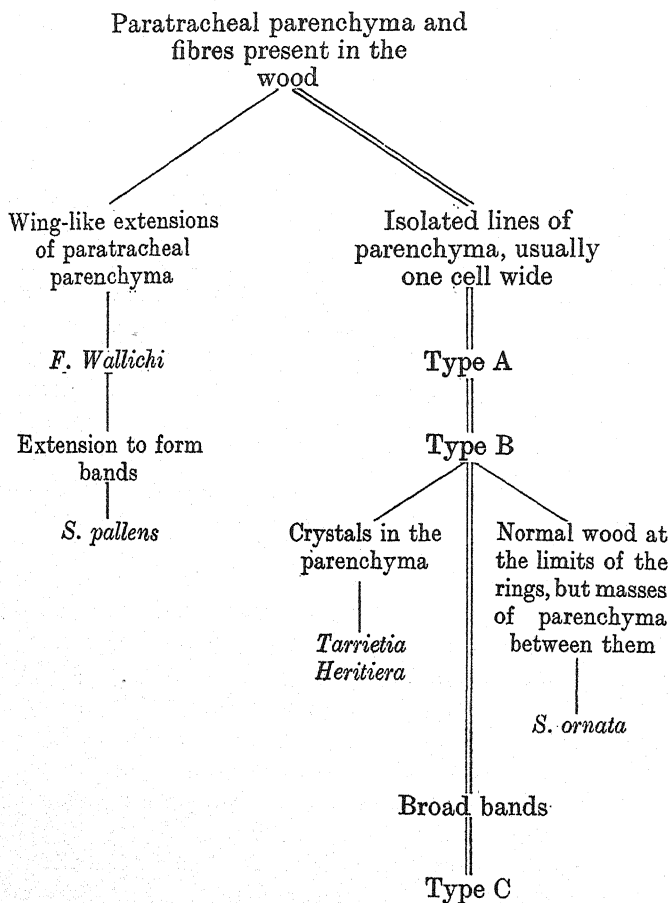 Paratracheal parenchyma and
fibres present in the
wood
Wing-like extensions
of paratracheal
parenchyma
Isolated lines of
parenchyma, usually
one cell wide
F. Wallichi
Type A
Extension to form
bands
Type B
S. pallens
Crystals in the
parenchyma
Normal wood at
the limits of the
rings, but masses
of parenchyma
between them
Tarrietia
Heritiera
S. ornata
Broad bands
Type C